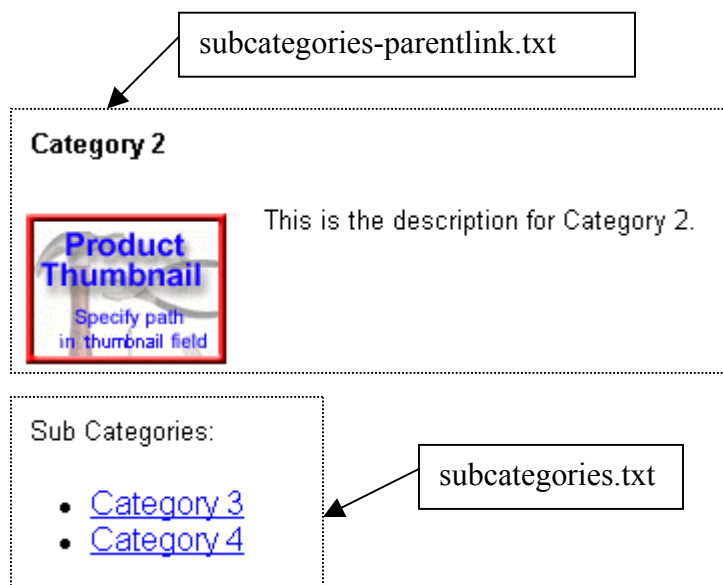 subcategories-parentlink.txt
Category 2
This is the description for Category 2.
Product
Thumbnail
Specify path
in thumbnail field
Sub Categories:
subcategories.txt
Category 3
Category 4